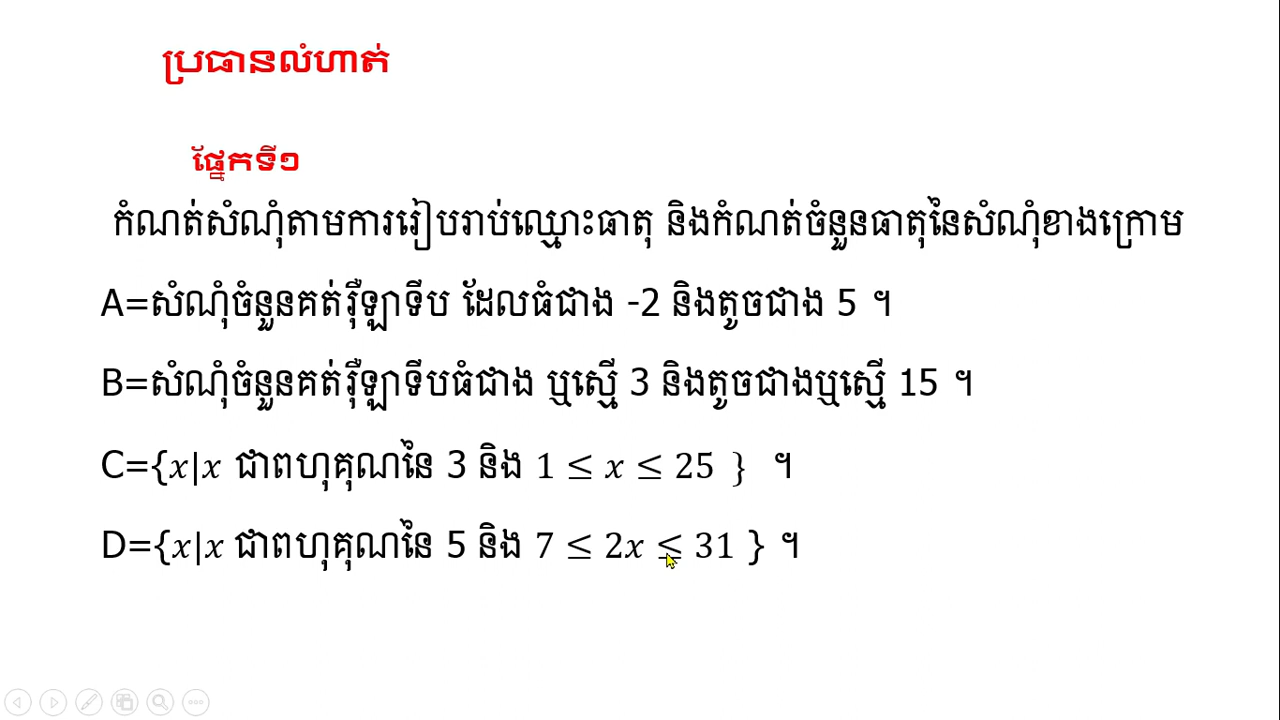 ប្រធានលំហាត់
ផ្នែកទី១
កំណត់សំណុំតាមការរៀបរាប់ឈ្មោះធាតុ និងកំណត់ចំនួនធាតុនៃសំណុំខាងក្រោម
A=សំណុំចំនួនគត់រ៉ឺឡាទីប ដែលធំជាង -2 និងតូចជាង 5 ។
B=សំណុំចំនួនគត់រ៉ឺឡាទីបធំជាង ឬស្មើ 3 និងតូចជាងឬស្មើ 15 ។
C={x|x ជាពហុគុណនៃ 3 និង 1 ≤ x ≤ 25 } ។
D={x|x ជាពហុគុណនៃ 5 និង 7 ≤ 2x ≤ 31 } ។